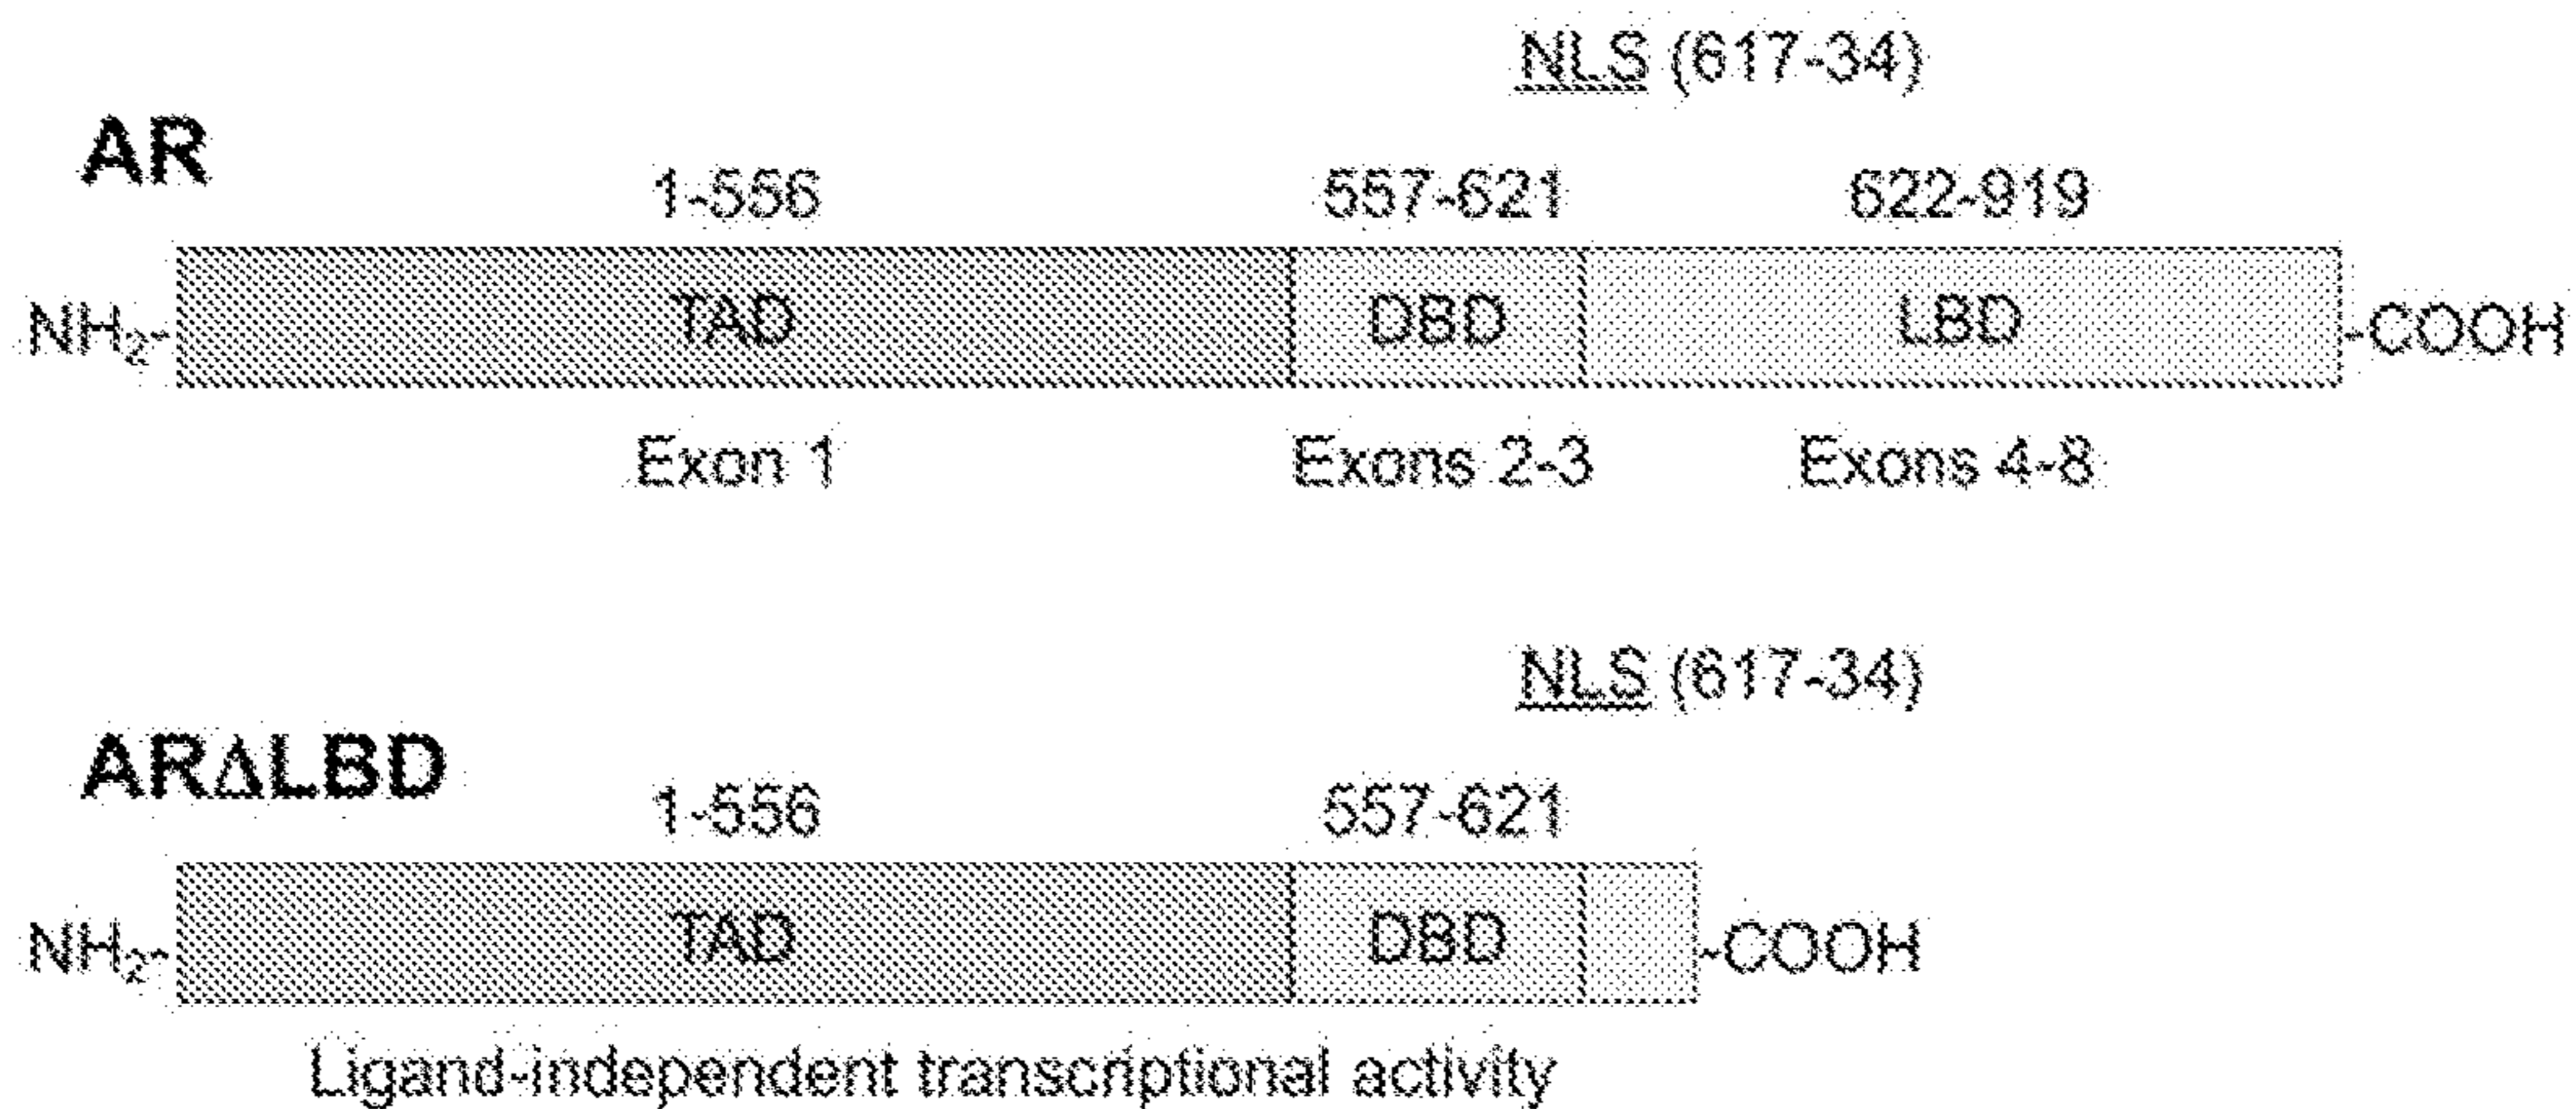 NLS (617-34)
AR
1-556 557-621 622-919
NH2- TAD DBD LBD -COOH
Exon 1 Exons 2-3 Exons 4-8
NLS (617-34)
ARΔLBD
1-556 557-621
NH2- TAD DBD -COOH
Ligand-independent transcriptional activity